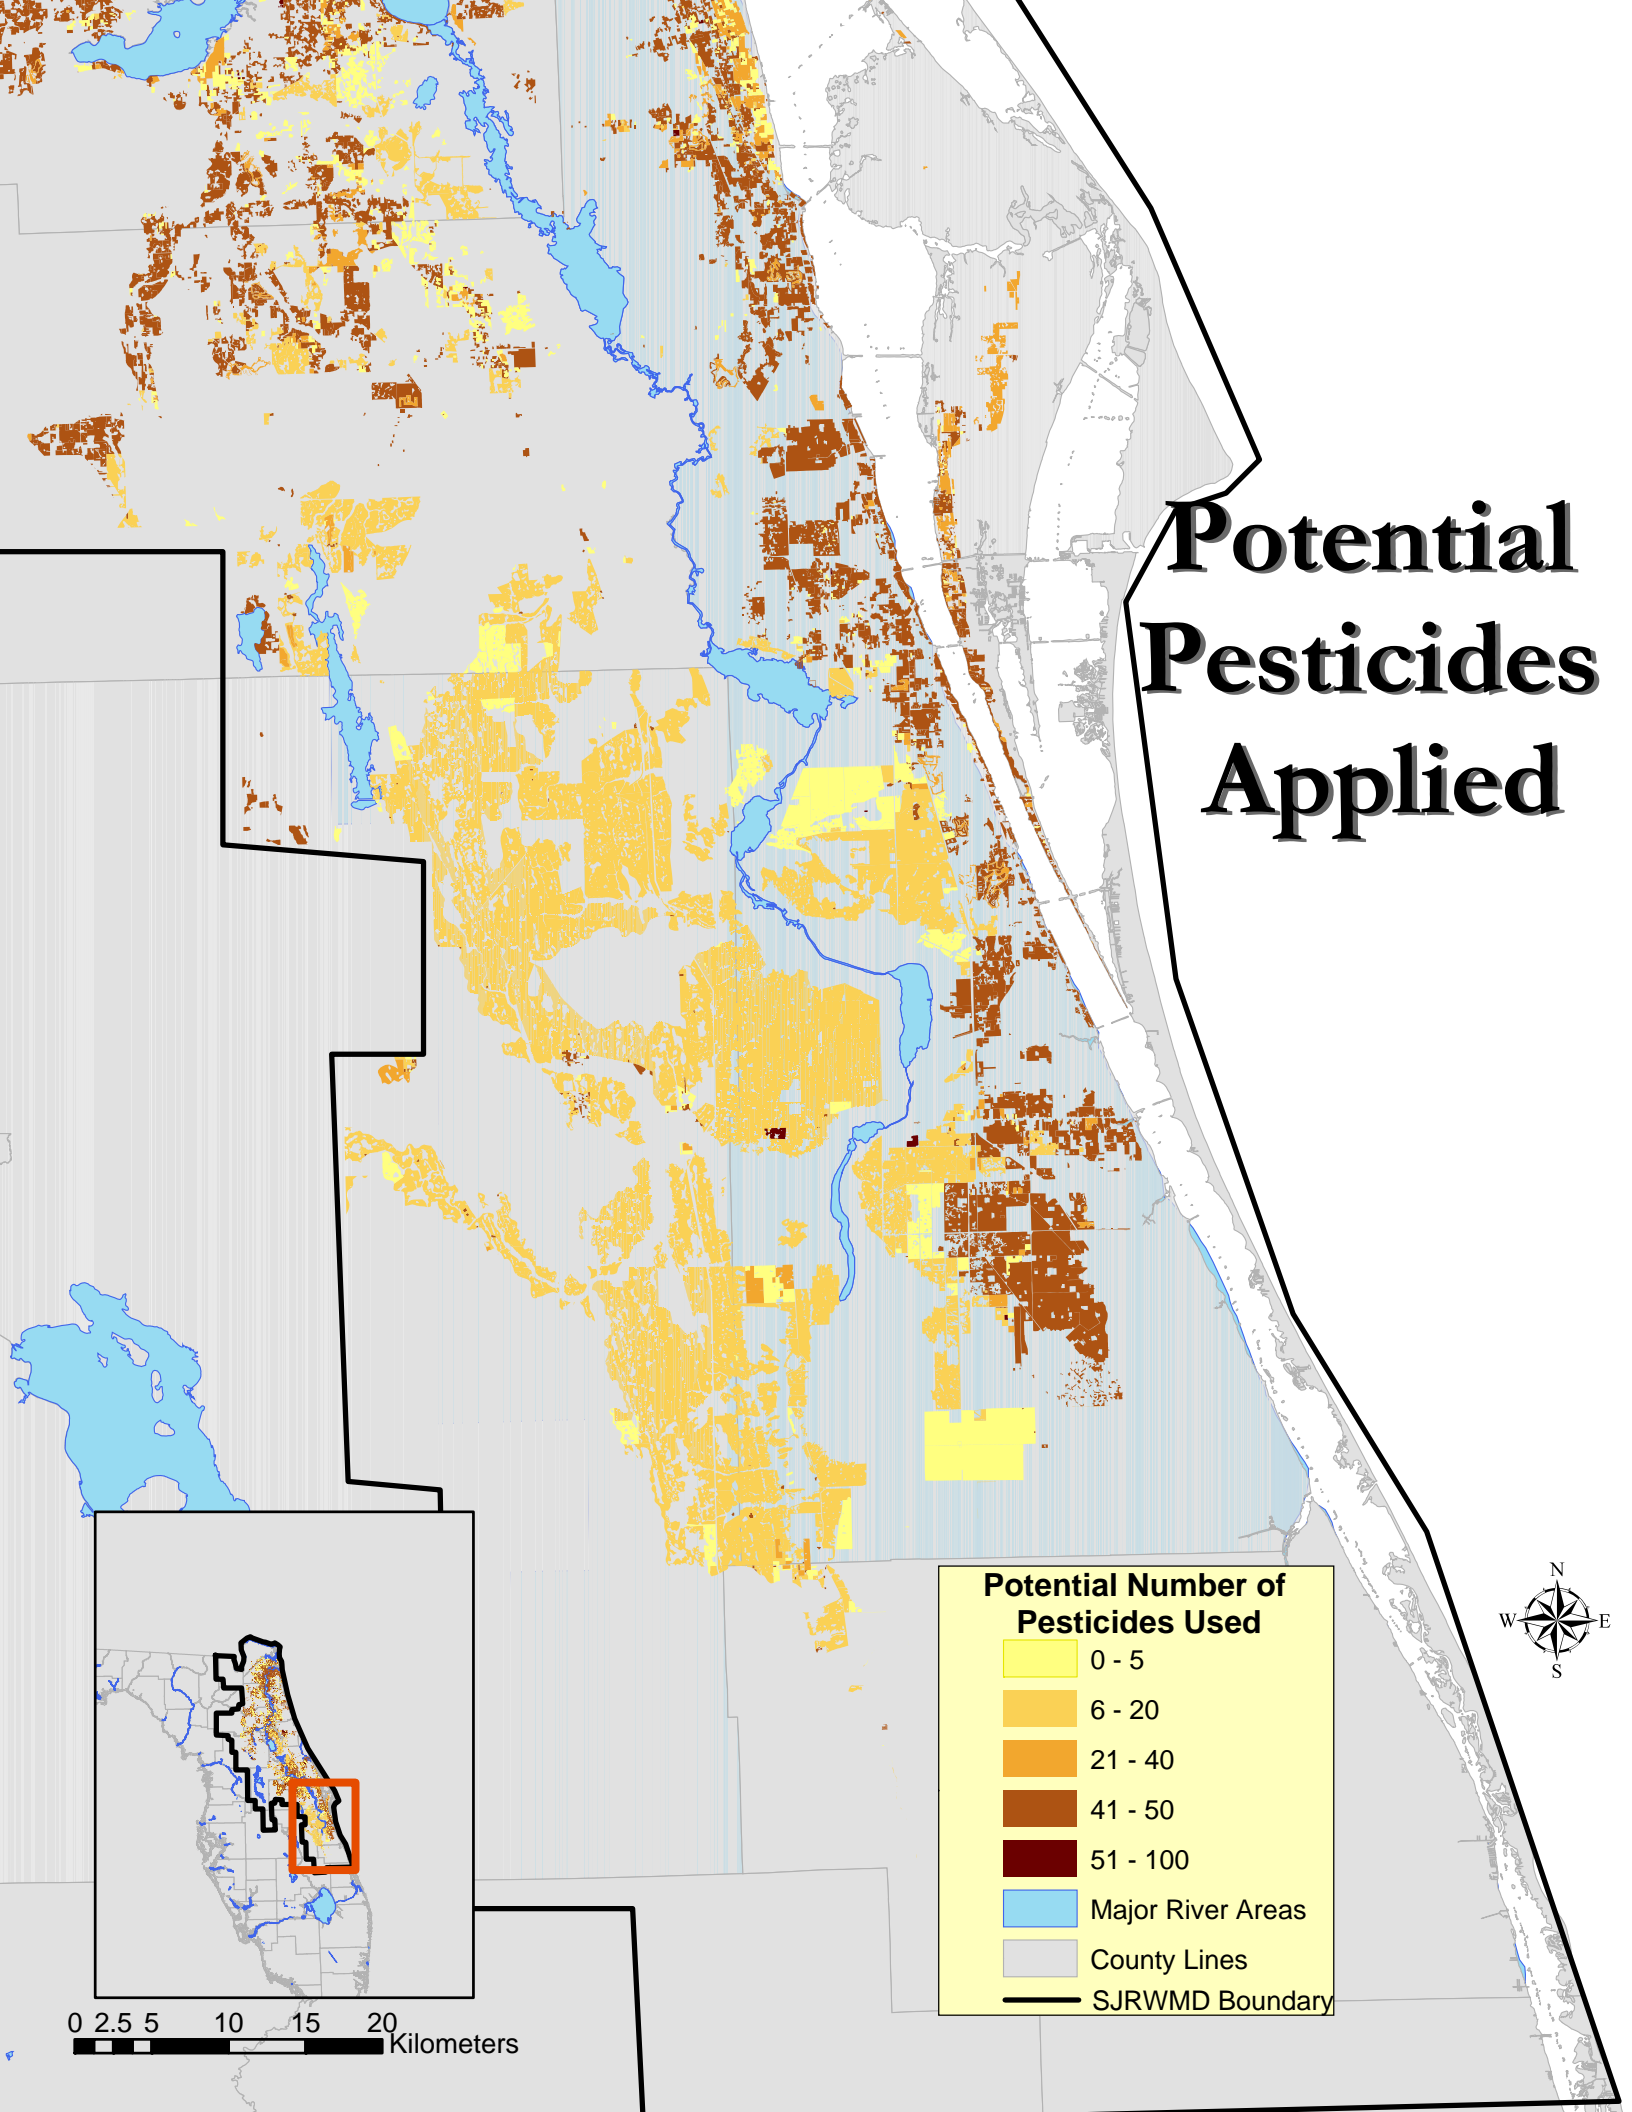 Potential
Pesticides
Applied
Potential Number of
Pesticides Used
0 - 5
6 - 20
21 - 40
41 - 50
51 - 100
Major River Areas
County Lines
SJRWMD Boundary
N
W E
S
0 2.5 5 10 15 20
Kilometers